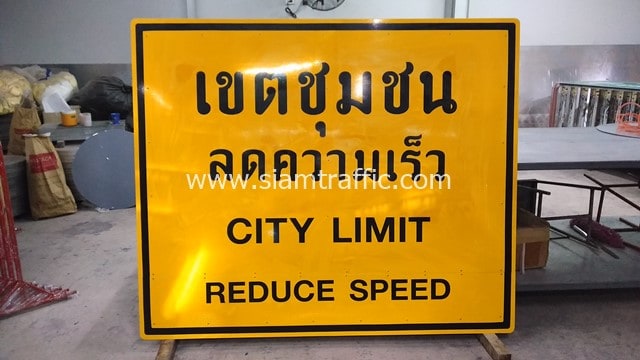 เขตชุมชน
ลดความเร็ว
www.siamtraffic.com
CITY LIMIT
REDUCE SPEED